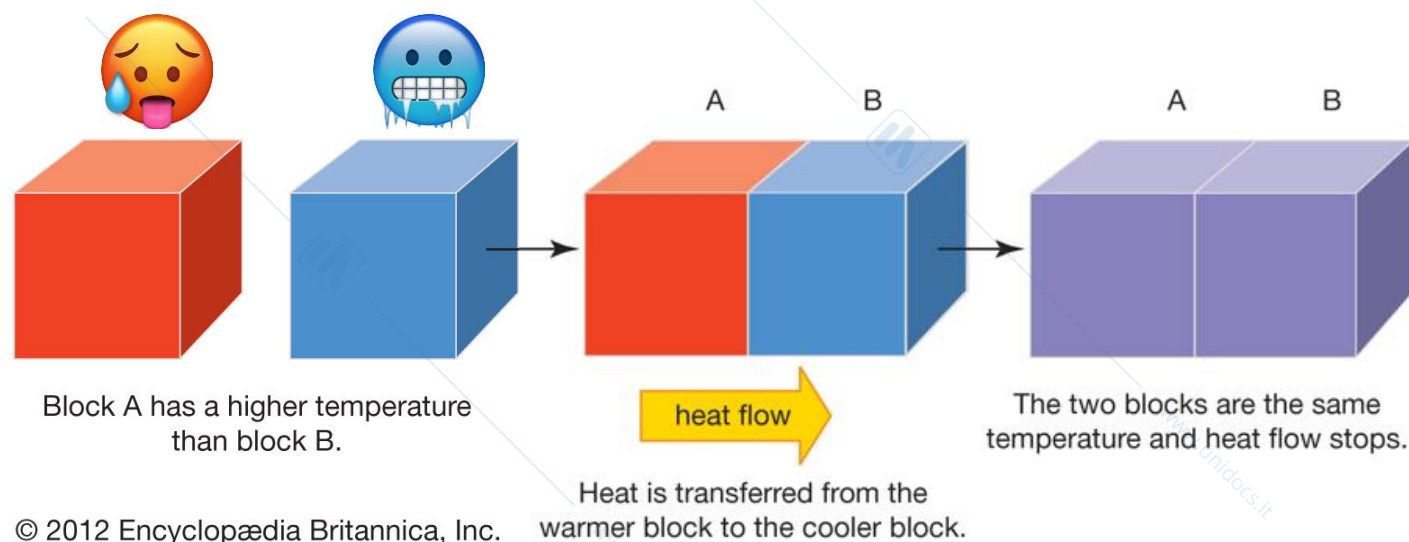 A B
A B
Block A has a higher temperature
than block B.
heat flow
Heat is transferred from the
warmer block to the cooler block.
The two blocks are the same
temperature and heat flow stops.
© 2012 Encyclopædia Britannica, Inc.